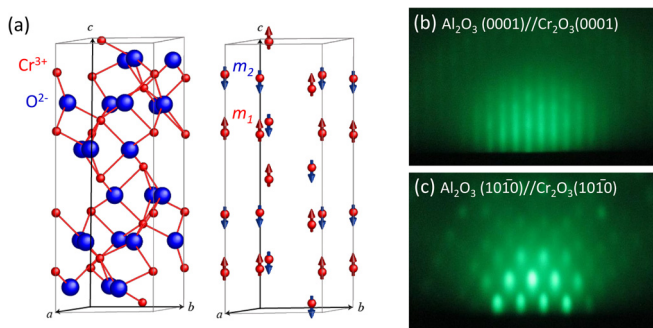 (a)
c
Cr3+
O2-
a
b
c
m2
m1
a
b
(b) Al2O3 (0001)//Cr2O3(0001)
(c) Al2O3 (101̄0)//Cr2O3(101̄0)